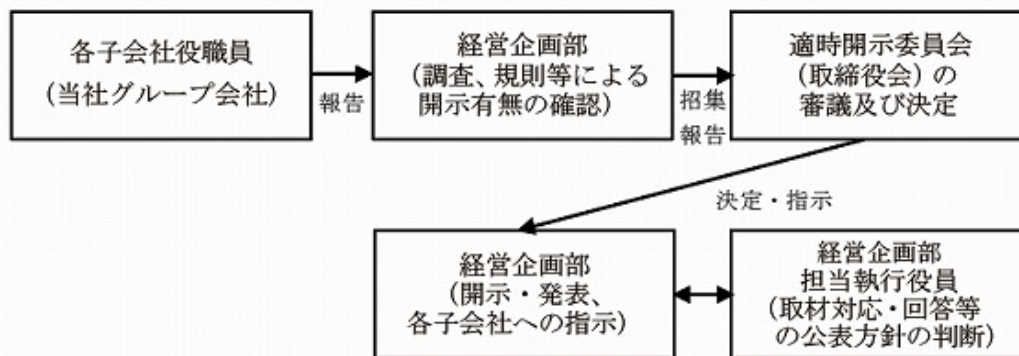 各子会社役職員
(当社グループ会社)
報告
経営企画部
(調査、規則等による
開示有無の確認)
招集
報告
適時開示委員会
(取締役会)の
審議及び決定
決定・指示
経営企画部
(開示・発表、
各子会社への指示)
経営企画部
担当執行役員
(取材対応・回答等
の公表方針の判断)